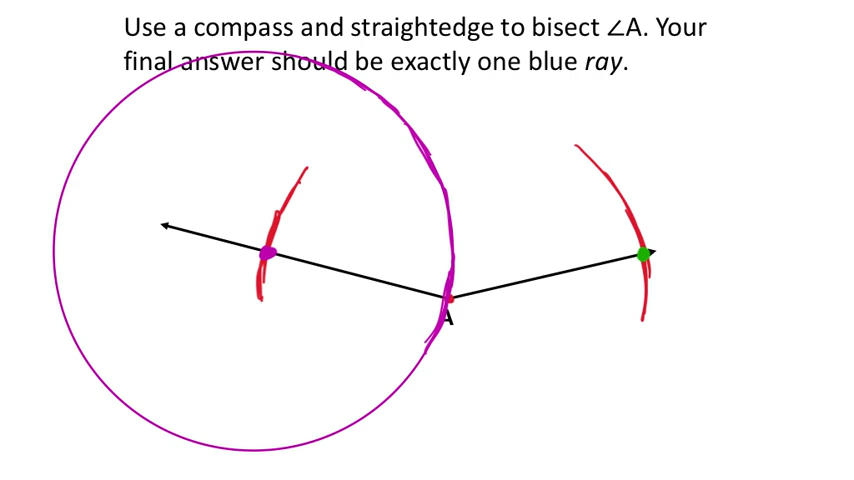 Use a compass and straightedge to bisect ∠A. Your
final answer should be exactly one blue ray.
A